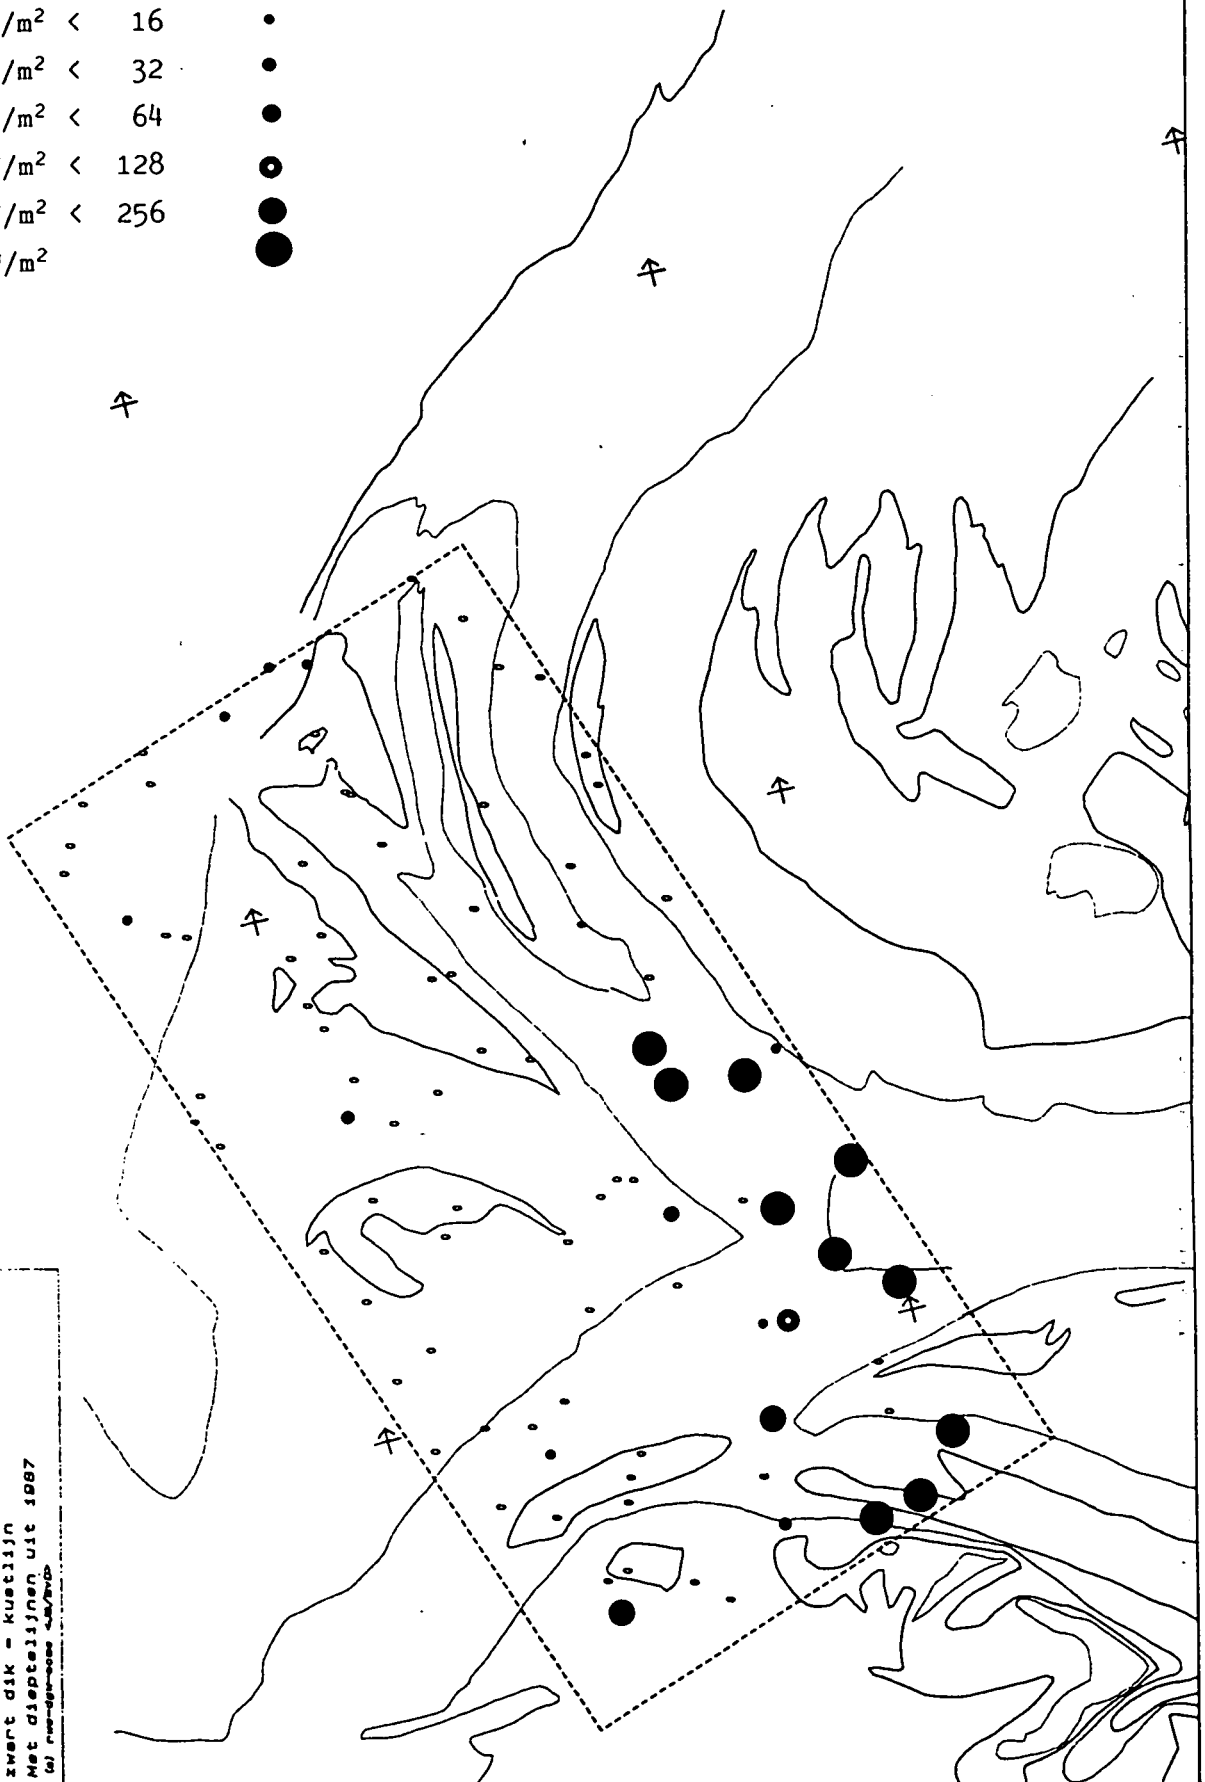 /m² < 16
/m² < 32
/m² < 64
/m² < 128
/m² < 256
/m²
zwart dik - kustlijn
Met dieptelijnen uit 1987